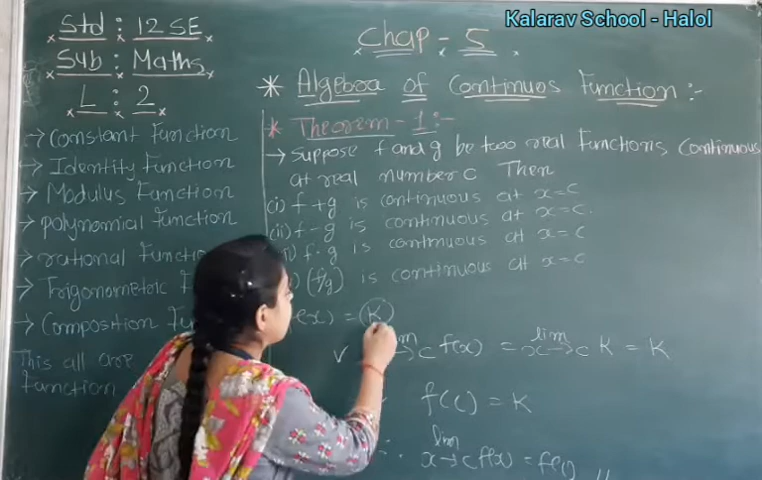 Kalarav School - Halol
Std : 12 SE
Sub : Maths
L : 2
Chap - 5
* Algebra of Continuos Function :-
* Theorem - 1 :-
→ Suppose f and g be too real functions, Continuous
at real number c Then
(i) f + g is continuous at x = c
(ii) f - g is continuous at x = c.
f · g is continuous at x = c
(f/g) is continuous at x = c
→ Constant Function
→ Identity Function
→ Modulus Function
→ Polynomial function
→ rational Function
→ Trigonometric
→ Composition
This all are
function
(x) = K
✓ →c f(x) = lim x→c K = K
f(c) = K
∴ lim x→c f(x) = f(c)